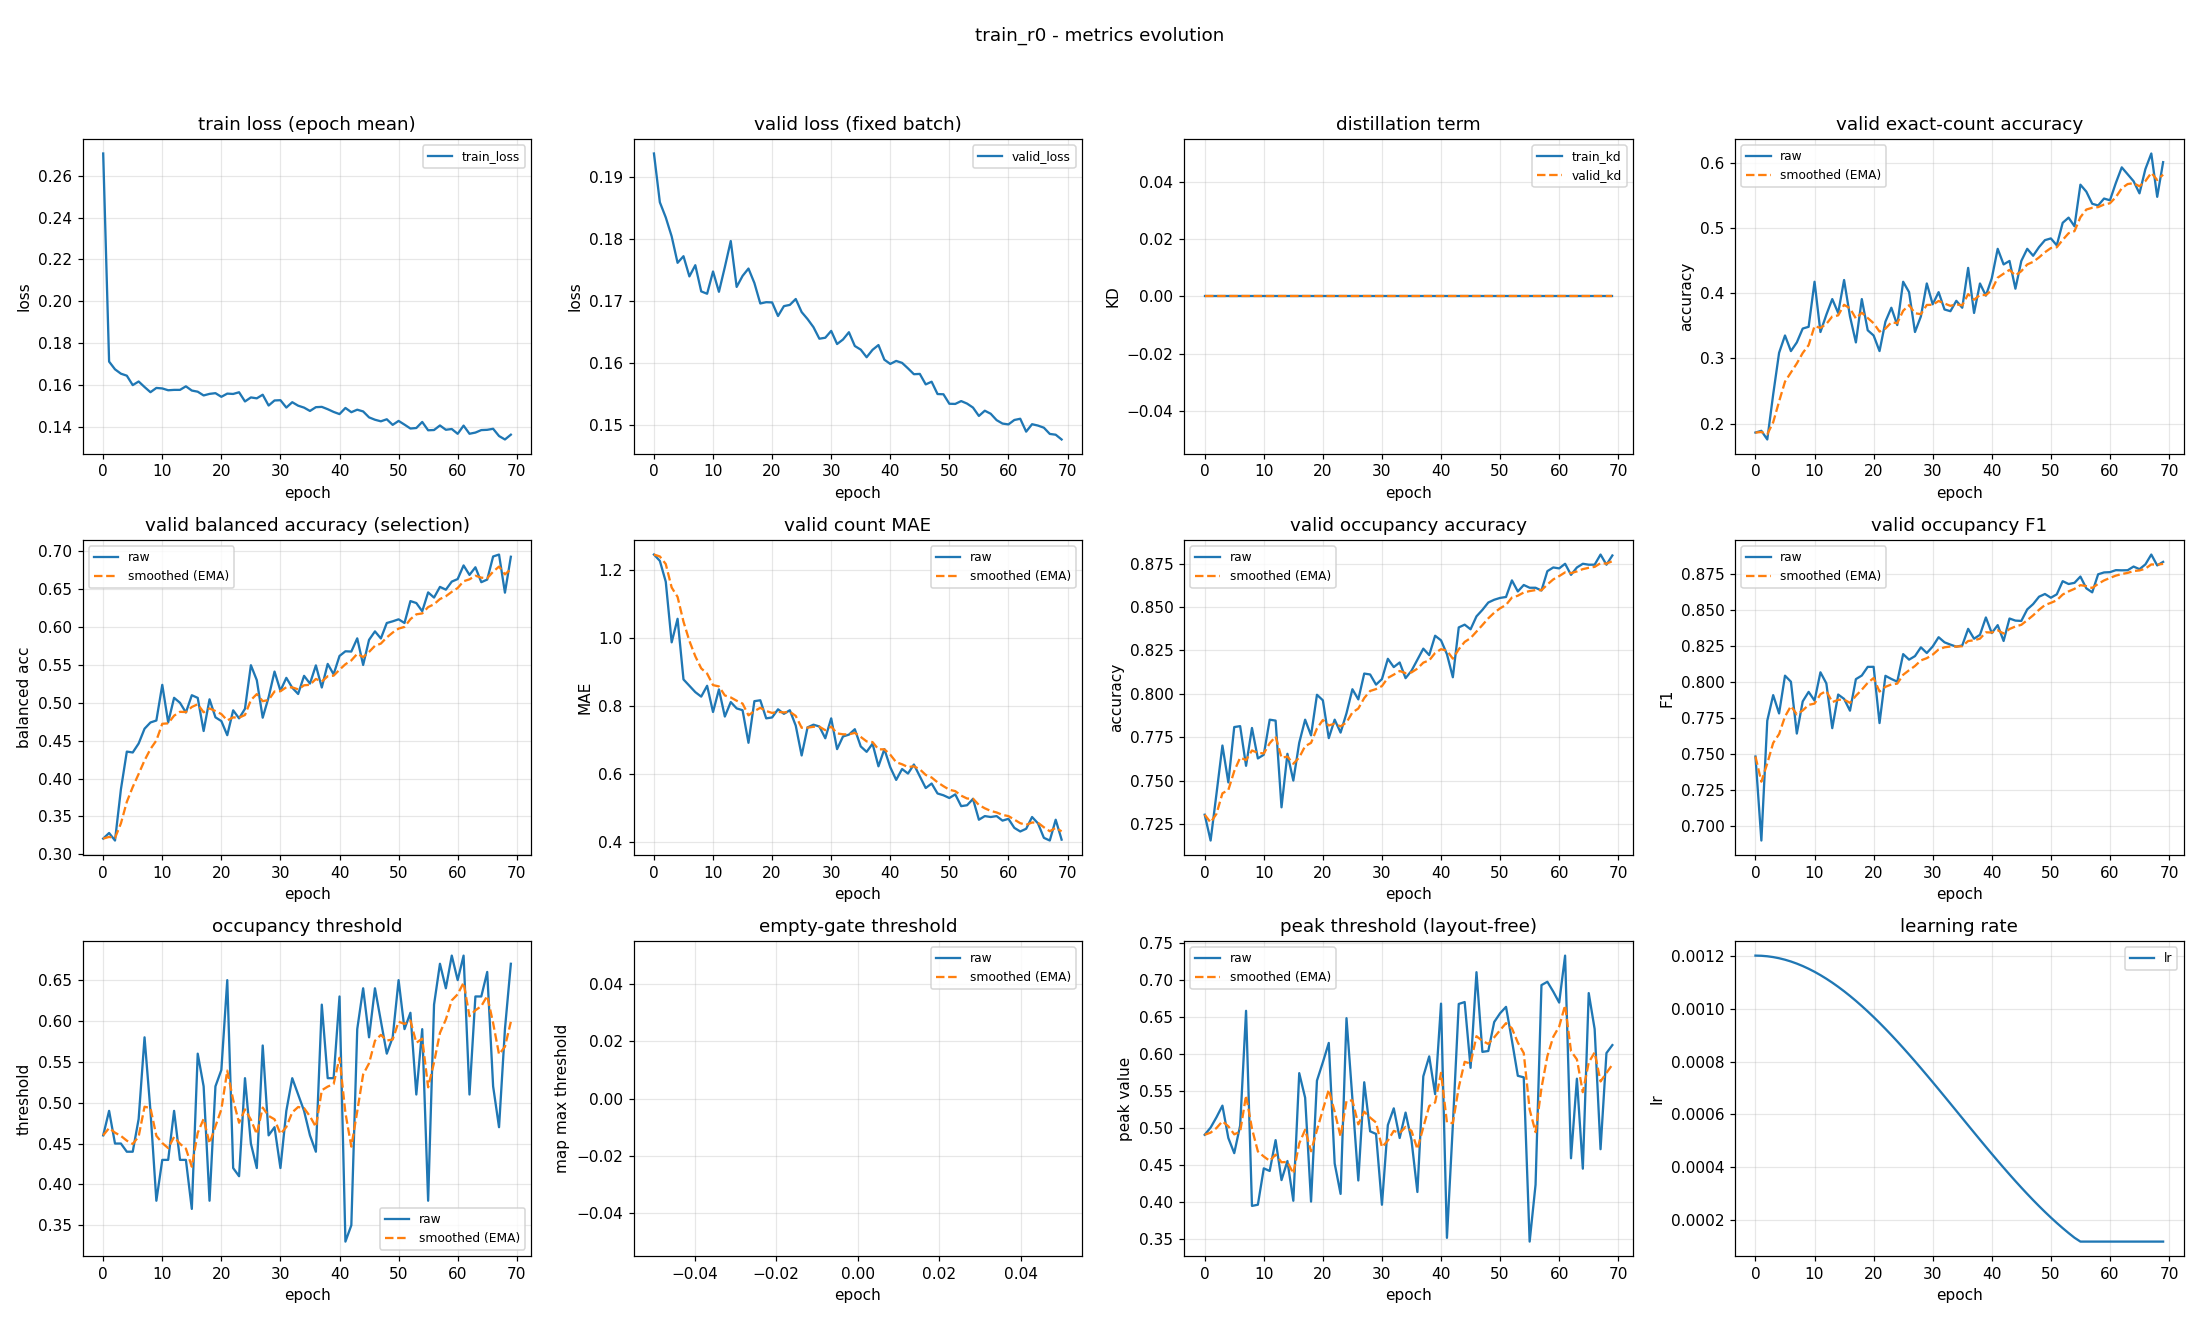 train_r0 - metrics evolution
train loss (epoch mean)
train_loss
0.26
0.24
0.22
0.20
0.18
0.16
0.14
loss
0 10 20 30 40 50 60 70
epoch
valid loss (fixed batch)
valid_loss
0.19
0.18
0.17
0.16
0.15
loss
0 10 20 30 40 50 60 70
epoch
distillation term
train_kd
valid_kd
0.04
0.02
0.00
−0.02
−0.04
KD
0 10 20 30 40 50 60 70
epoch
valid exact-count accuracy
raw
smoothed (EMA)
0.6
0.5
0.4
0.3
0.2
accuracy
0 10 20 30 40 50 60 70
epoch
valid balanced accuracy (selection)
raw
smoothed (EMA)
0.70
0.65
0.60
0.55
0.50
0.45
0.40
0.35
0.30
balanced acc
0 10 20 30 40 50 60 70
epoch
valid count MAE
raw
smoothed (EMA)
1.2
1.0
0.8
0.6
0.4
MAE
0 10 20 30 40 50 60 70
epoch
valid occupancy accuracy
raw
smoothed (EMA)
0.875
0.850
0.825
0.800
0.775
0.750
0.725
accuracy
0 10 20 30 40 50 60 70
epoch
valid occupancy F1
raw
smoothed (EMA)
0.875
0.850
0.825
0.800
0.775
0.750
0.725
0.700
F1
0 10 20 30 40 50 60 70
epoch
occupancy threshold
0.65
0.60
0.55
0.50
0.45
0.40
0.35
threshold
raw
smoothed (EMA)
0 10 20 30 40 50 60 70
epoch
empty-gate threshold
raw
smoothed (EMA)
0.04
0.02
0.00
−0.02
−0.04
map max threshold
−0.04 −0.02 0.00 0.02 0.04
epoch
peak threshold (layout-free)
raw
smoothed (EMA)
0.75
0.70
0.65
0.60
0.55
0.50
0.45
0.40
0.35
peak value
0 10 20 30 40 50 60 70
epoch
learning rate
lr
0.0012
0.0010
0.0008
0.0006
0.0004
0.0002
lr
0 10 20 30 40 50 60 70
epoch